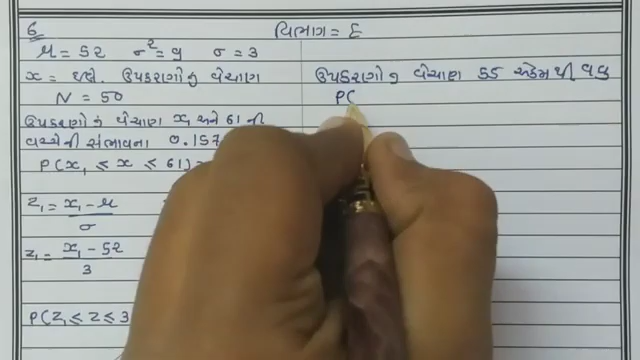 વિભાગ = E
6
μ = 52 σ² = 9 σ = 3
x = ઉપકરણોનું વેચાણ
N = 50
ઉપકરણોનું વેચાણ x₁ અને 61 ની
વચ્ચેની સંભાવના 0.157
P(x₁ ≤ x ≤ 61) =
z₁ = x₁ - μ / σ
z₁ = x₁ - 52 / 3
P(z₁ ≤ z ≤ 3
ઉપકરણોનું વેચાણ 55 એકમથી વધુ
P(